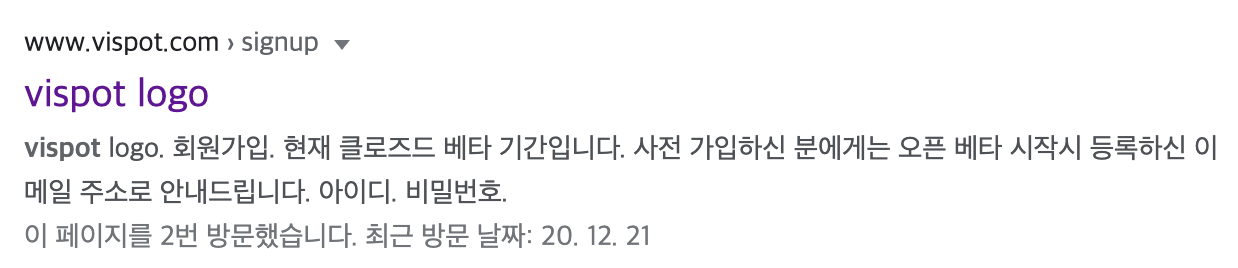 www.vispot.com › signup ▼
vispot logo
vispot logo. 회원가입. 현재 클로즈드 베타 기간입니다. 사전 가입하신 분에게는 오픈 베타 시작시 등록하신 이
메일 주소로 안내드립니다. 아이디. 비밀번호.
이 페이지를 2번 방문했습니다. 최근 방문 날짜: 20. 12. 21